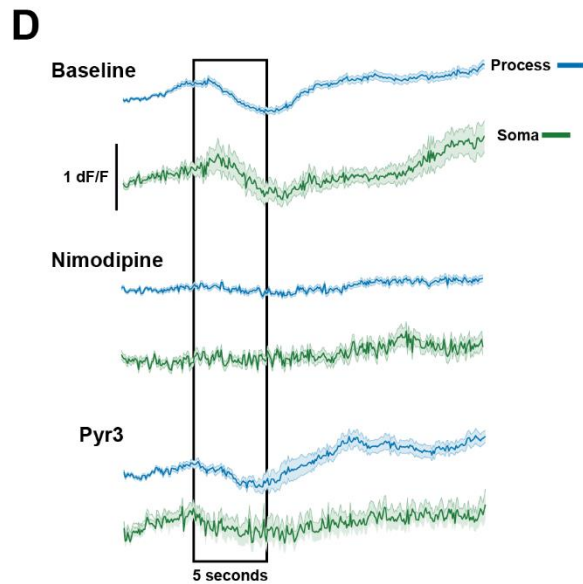 D
Baseline
Process
Soma
1 dF/F
Nimodipine
Pyr3
5 seconds